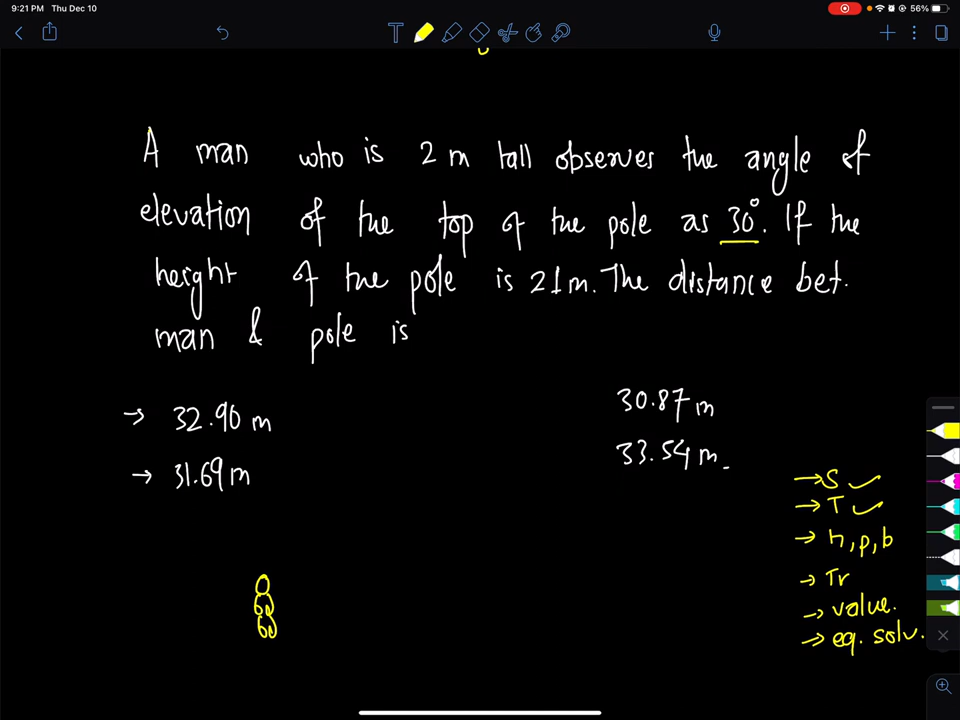 9:21 PM Thu Dec 10
56%
A man who is 2 m tall observes the angle of
elevation of the top of the pole as 30°. If the
height of the pole is 21m. The distance bet.
man & pole is
→ 32.90 m
30.87 m
→ 31.69 m
33.54 m.
→ S ✓
→ T ✓
→ h, p, b
→ Tr
→ value.
→ eq. solv.